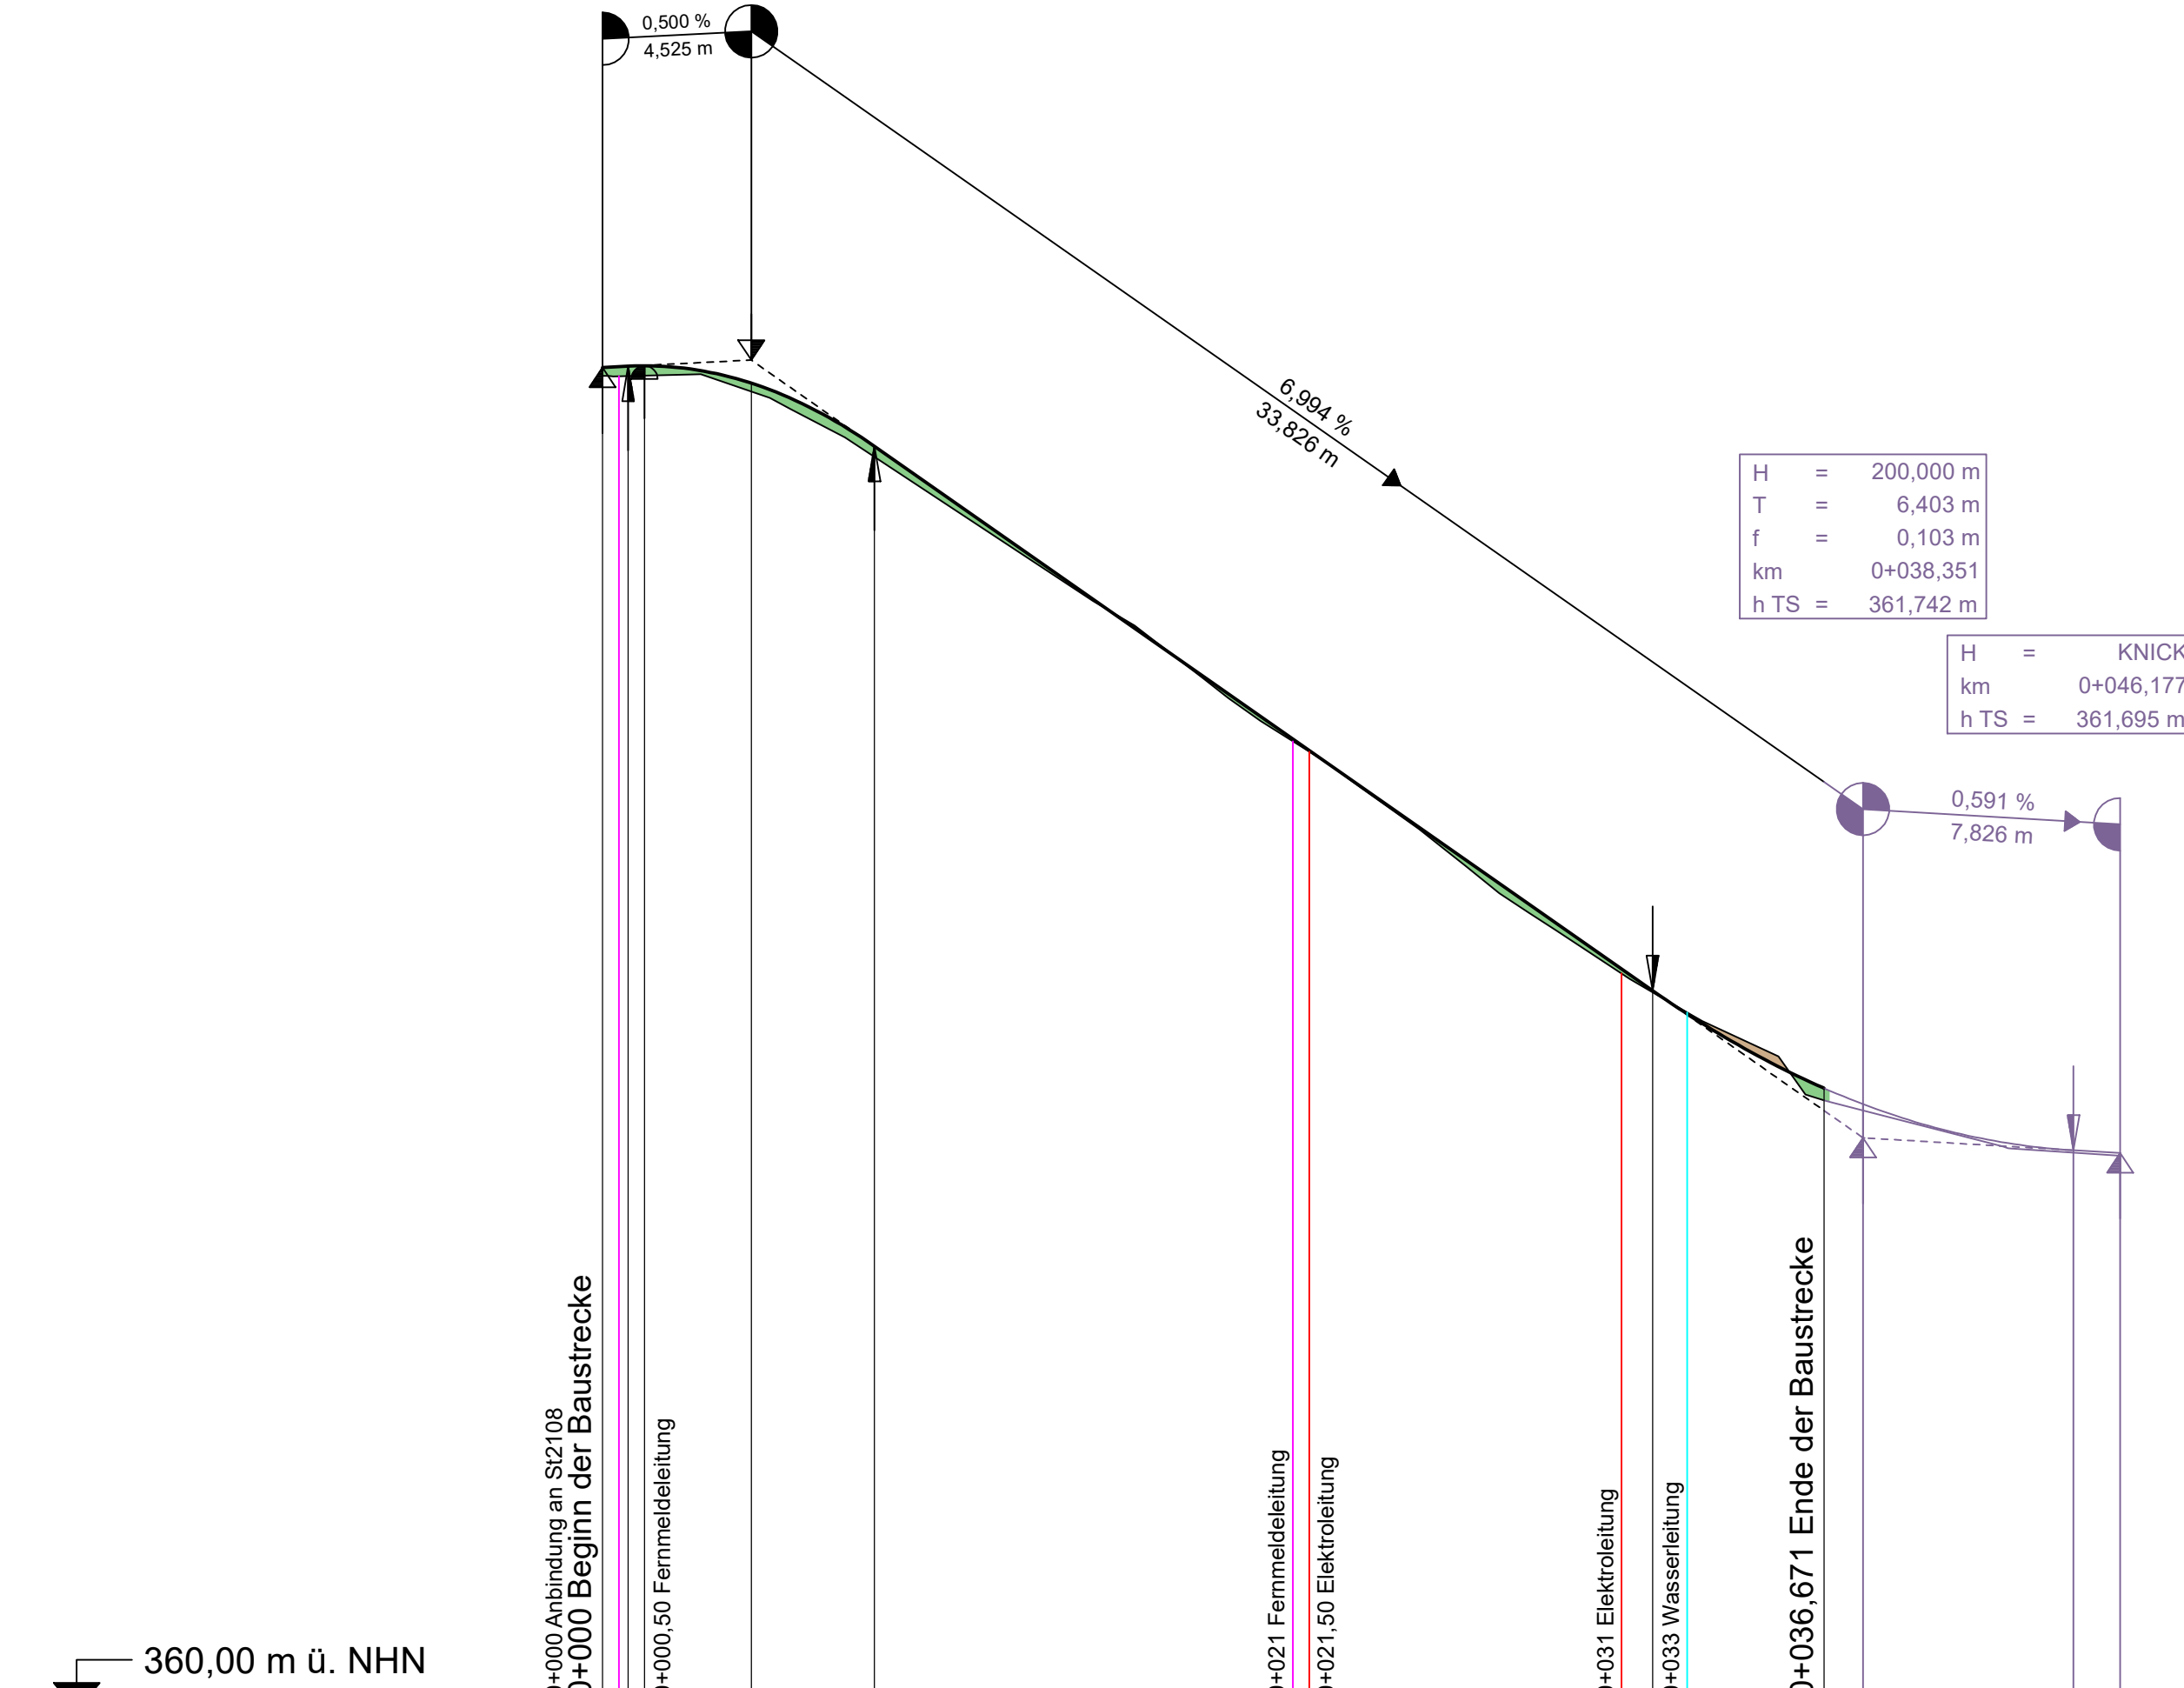 0,500 %
4,525 m
6,994 %
33,826 m
H = 200,000 m
T = 6,403 m
f = 0,103 m
km 0+038,351
h TS = 361,742 m
H = KNICK
km 0+046,177
h TS = 361,695 m
0,591 %
7,826 m
0+000 Anbindung an St2108
0+000 Beginn der Baustrecke
0+000,50 Fernmeldeleitung
0+021 Fernmeldeleitung
0+021,50 Elektroleitung
0+031 Elektroleitung
0+033 Wasserleitung
0+036,671 Ende der Baustrecke
360,00 m ü. NHN